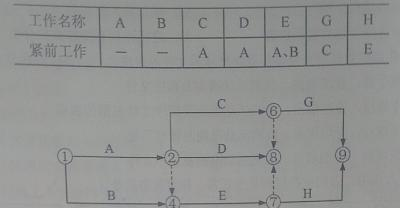 工作名称 A B C D E G H
紧前工作 — — A A A、B C E
C ⑥ G
① A ② D ⑧ ⑨
B ④ E ⑦ H